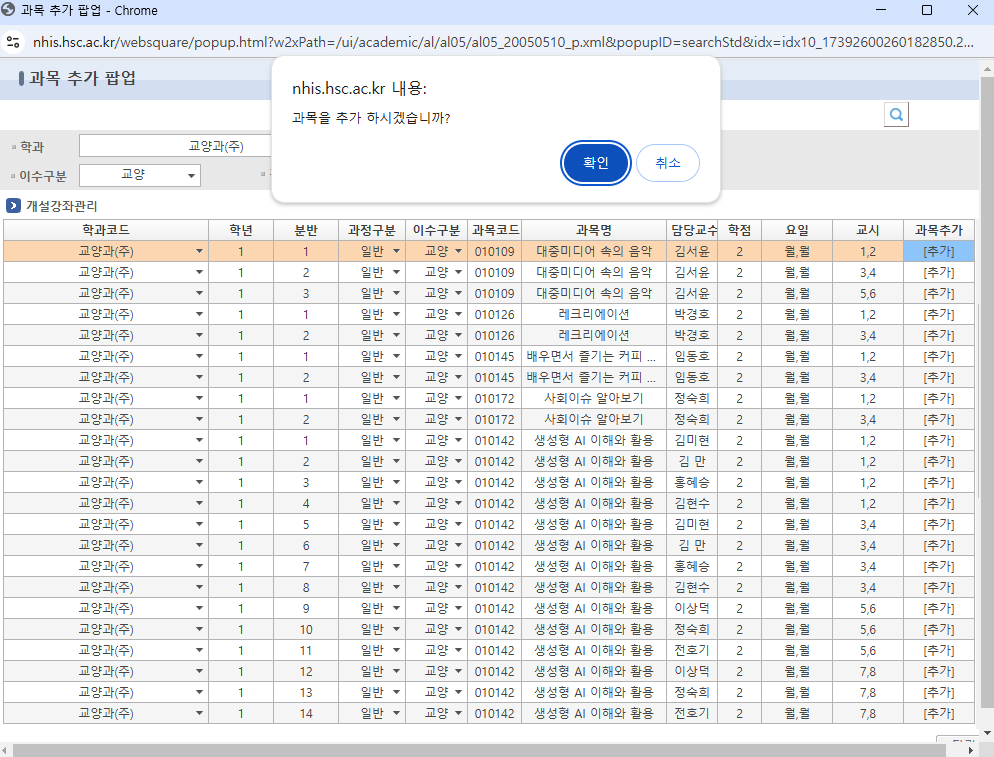 과목 추가 팝업 - Chrome
nhis.hsc.ac.kr/websquare/popup.html?w2xPath=/ui/academic/al/al05/al05_20050510_p.xml&popupID=searchStd&idx=idx10_17392600260182850.2...
과목 추가 팝업
nhis.hsc.ac.kr 내용:
과목을 추가 하시겠습니까?
확인 취소
학과 교양과(주)
이수구분 교양
개설강좌관리
학과코드 학년 분반 과정구분 이수구분 과목코드 과목명 담당교수 학점 요일 교시 과목추가
교양과(주) 1 1 일반 교양 010109 대중미디어 속의 음악 김서윤 2 월,월 1,2 [추가]
교양과(주) 1 2 일반 교양 010109 대중미디어 속의 음악 김서윤 2 월,월 3,4 [추가]
교양과(주) 1 3 일반 교양 010109 대중미디어 속의 음악 김서윤 2 월,월 5,6 [추가]
교양과(주) 1 1 일반 교양 010126 레크리에이션 박경호 2 월,월 1,2 [추가]
교양과(주) 1 2 일반 교양 010126 레크리에이션 박경호 2 월,월 3,4 [추가]
교양과(주) 1 1 일반 교양 010145 배우면서 즐기는 커피 ... 임동호 2 월,월 1,2 [추가]
교양과(주) 1 2 일반 교양 010145 배우면서 즐기는 커피 ... 임동호 2 월,월 3,4 [추가]
교양과(주) 1 1 일반 교양 010172 사회이슈 알아보기 정숙희 2 월,월 1,2 [추가]
교양과(주) 1 2 일반 교양 010172 사회이슈 알아보기 정숙희 2 월,월 3,4 [추가]
교양과(주) 1 1 일반 교양 010142 생성형 AI 이해와 활용 김미현 2 월,월 1,2 [추가]
교양과(주) 1 2 일반 교양 010142 생성형 AI 이해와 활용 김 만 2 월,월 1,2 [추가]
교양과(주) 1 3 일반 교양 010142 생성형 AI 이해와 활용 홍혜승 2 월,월 1,2 [추가]
교양과(주) 1 4 일반 교양 010142 생성형 AI 이해와 활용 김현수 2 월,월 1,2 [추가]
교양과(주) 1 5 일반 교양 010142 생성형 AI 이해와 활용 김미현 2 월,월 3,4 [추가]
교양과(주) 1 6 일반 교양 010142 생성형 AI 이해와 활용 김 만 2 월,월 3,4 [추가]
교양과(주) 1 7 일반 교양 010142 생성형 AI 이해와 활용 홍혜승 2 월,월 3,4 [추가]
교양과(주) 1 8 일반 교양 010142 생성형 AI 이해와 활용 김현수 2 월,월 3,4 [추가]
교양과(주) 1 9 일반 교양 010142 생성형 AI 이해와 활용 이상덕 2 월,월 5,6 [추가]
교양과(주) 1 10 일반 교양 010142 생성형 AI 이해와 활용 정숙희 2 월,월 5,6 [추가]
교양과(주) 1 11 일반 교양 010142 생성형 AI 이해와 활용 전호기 2 월,월 5,6 [추가]
교양과(주) 1 12 일반 교양 010142 생성형 AI 이해와 활용 이상덕 2 월,월 7,8 [추가]
교양과(주) 1 13 일반 교양 010142 생성형 AI 이해와 활용 정숙희 2 월,월 7,8 [추가]
교양과(주) 1 14 일반 교양 010142 생성형 AI 이해와 활용 전호기 2 월,월 7,8 [추가]